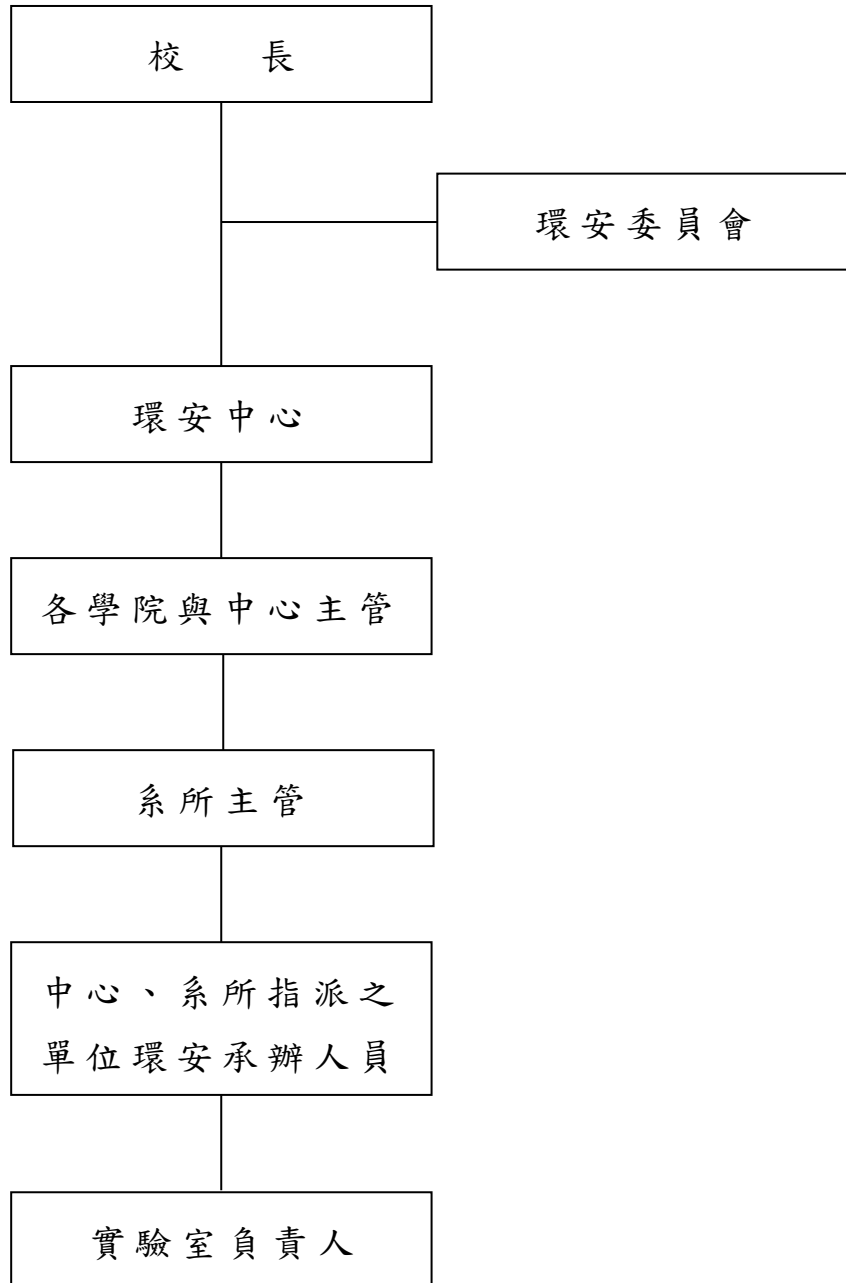 校長
環安委員會
環安中心
各學院與中心主管
系所主管
中心、系所指派之
單位環安承辦人員
實驗室負責人